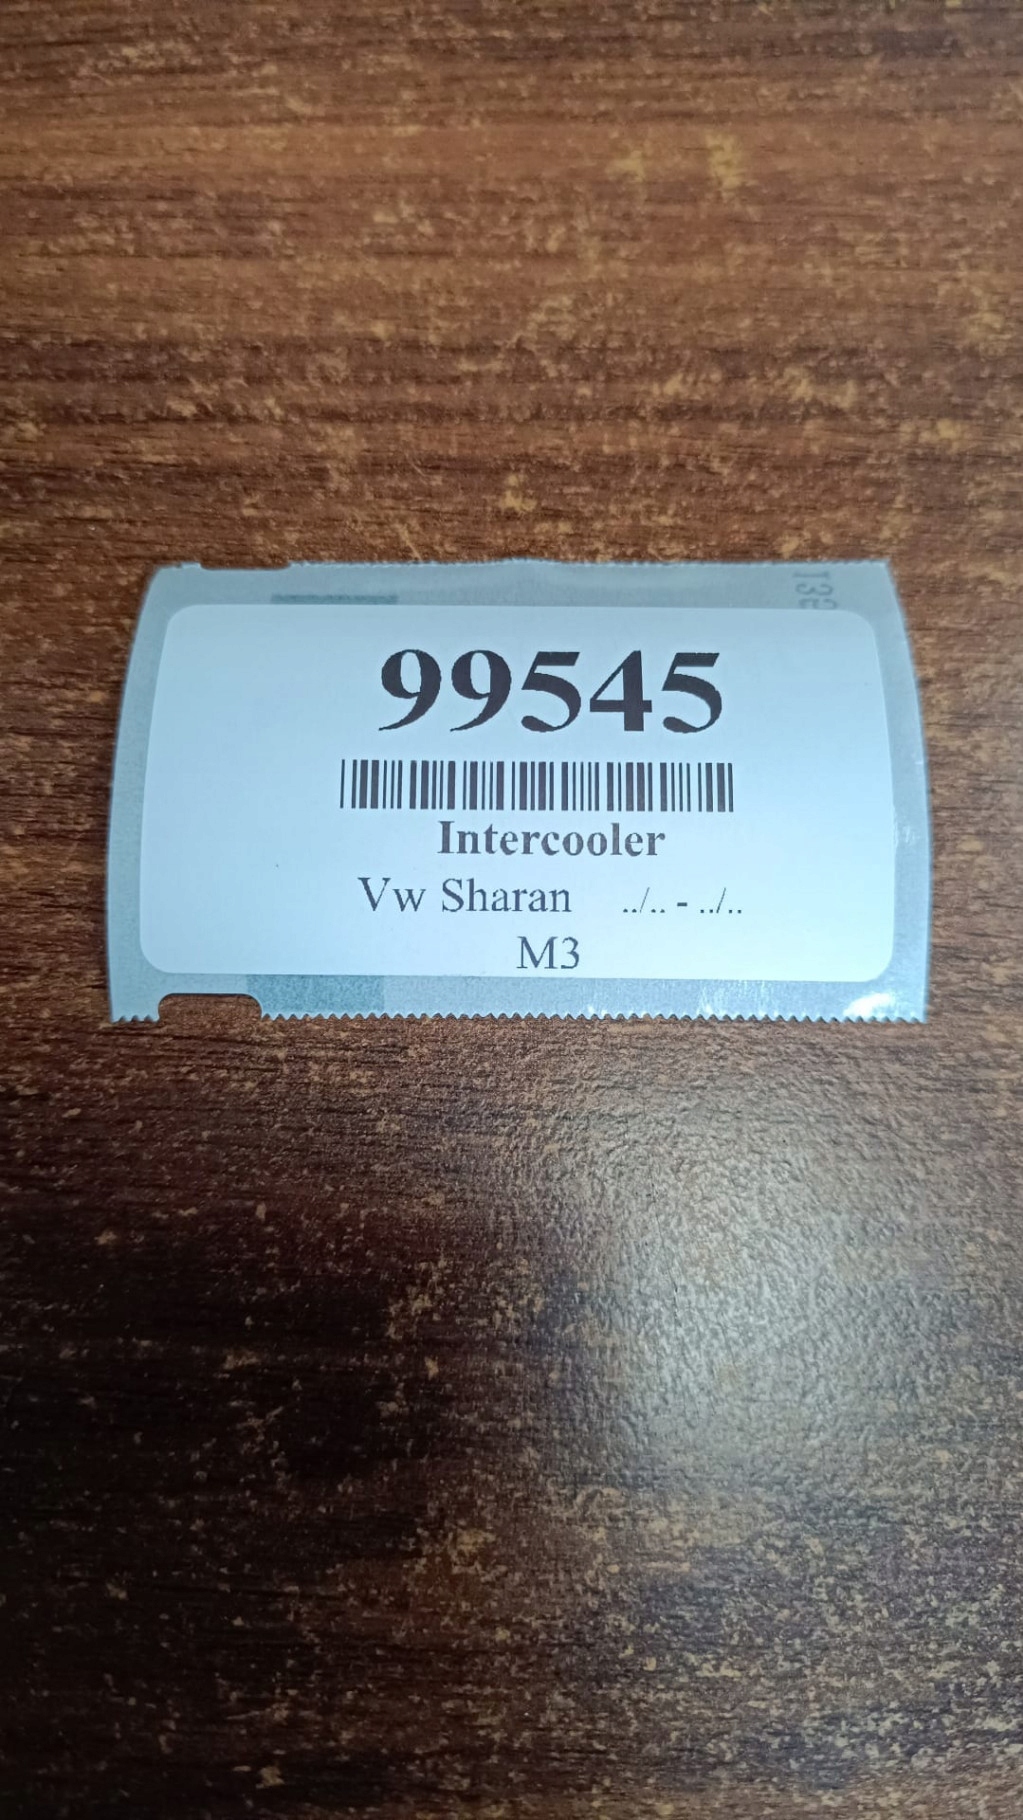 99545
Intercooler
Vw Sharan ../.. - ../..
M3